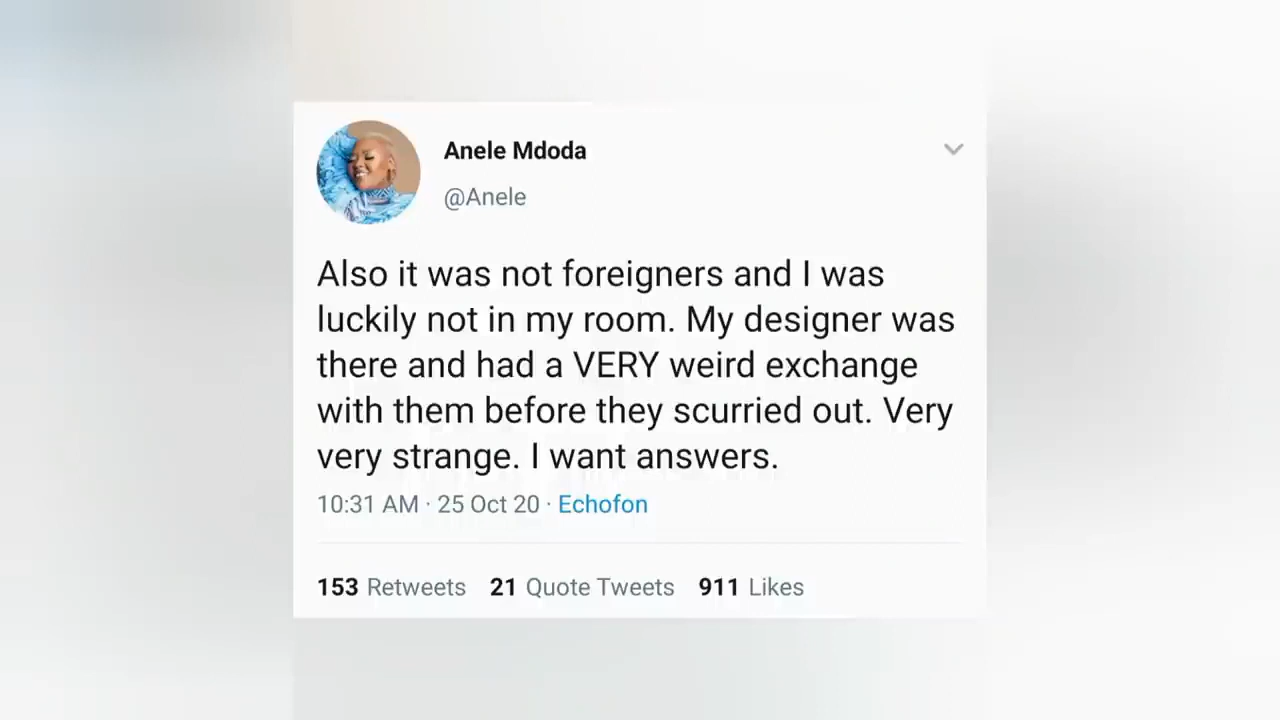 Anele Mdoda
@Anele
Also it was not foreigners and I was
luckily not in my room. My designer was
there and had a VERY weird exchange
with them before they scurried out. Very
very strange. I want answers.
10:31 AM · 25 Oct 20 · Echofon
153 Retweets 21 Quote Tweets 911 Likes